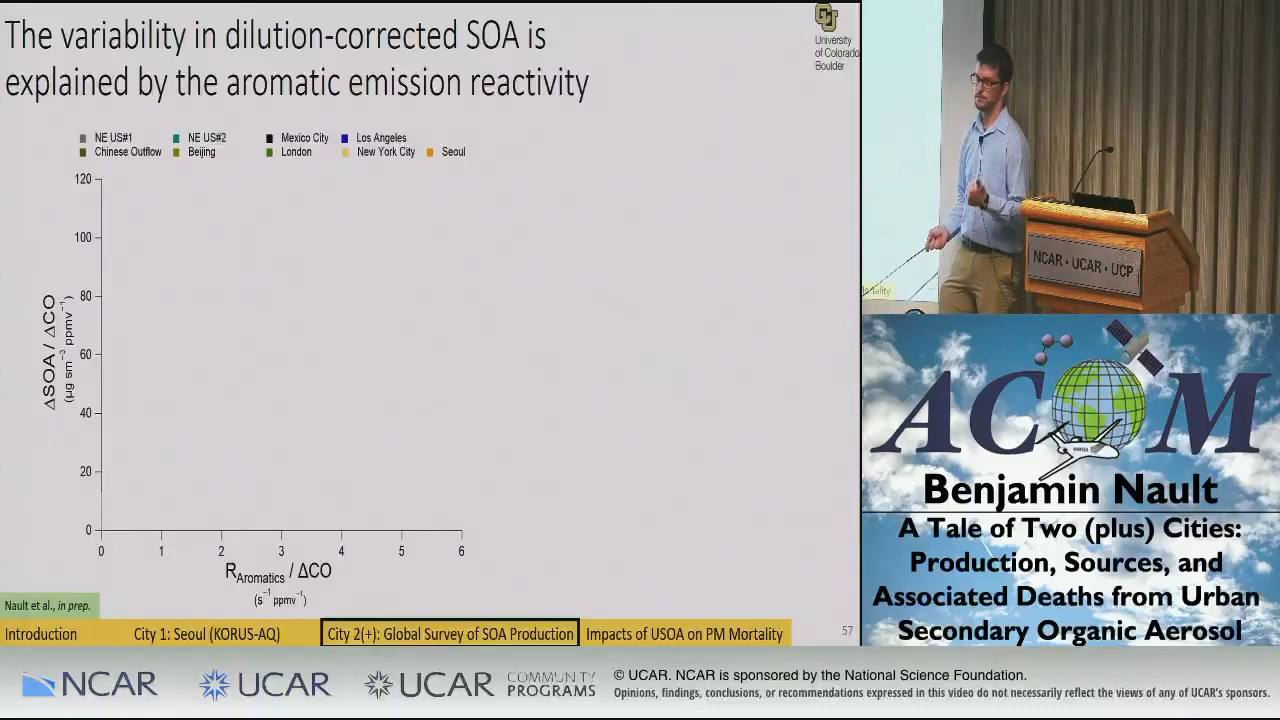 The variability in dilution-corrected SOA is
explained by the aromatic emission reactivity
University
of Colorado
Boulder
NE US#1 NE US#2 Mexico City Los Angeles
Chinese Outflow Beijing London New York City Seoul
120
100
80
60
40
20
0
ΔSOA / ΔCO
(µg sm⁻³ ppmv⁻¹)
0 1 2 3 4 5 6
R_Aromatics / ΔCO
(s⁻¹ ppmv⁻¹)
Nault et al., in prep.
Introduction City 1: Seoul (KORUS-AQ) City 2(+): Global Survey of SOA Production Impacts of USOA on PM Mortality 57
NCAR • UCAR • UCP
ACOM
Benjamin Nault
A Tale of Two (plus) Cities:
Production, Sources, and
Associated Deaths from Urban
Secondary Organic Aerosol
NCAR UCAR UCAR COMMUNITY
PROGRAMS
© UCAR. NCAR is sponsored by the National Science Foundation.
Opinions, findings, conclusions, or recommendations expressed in this video do not necessarily reflect the views of any of UCAR's sponsors.